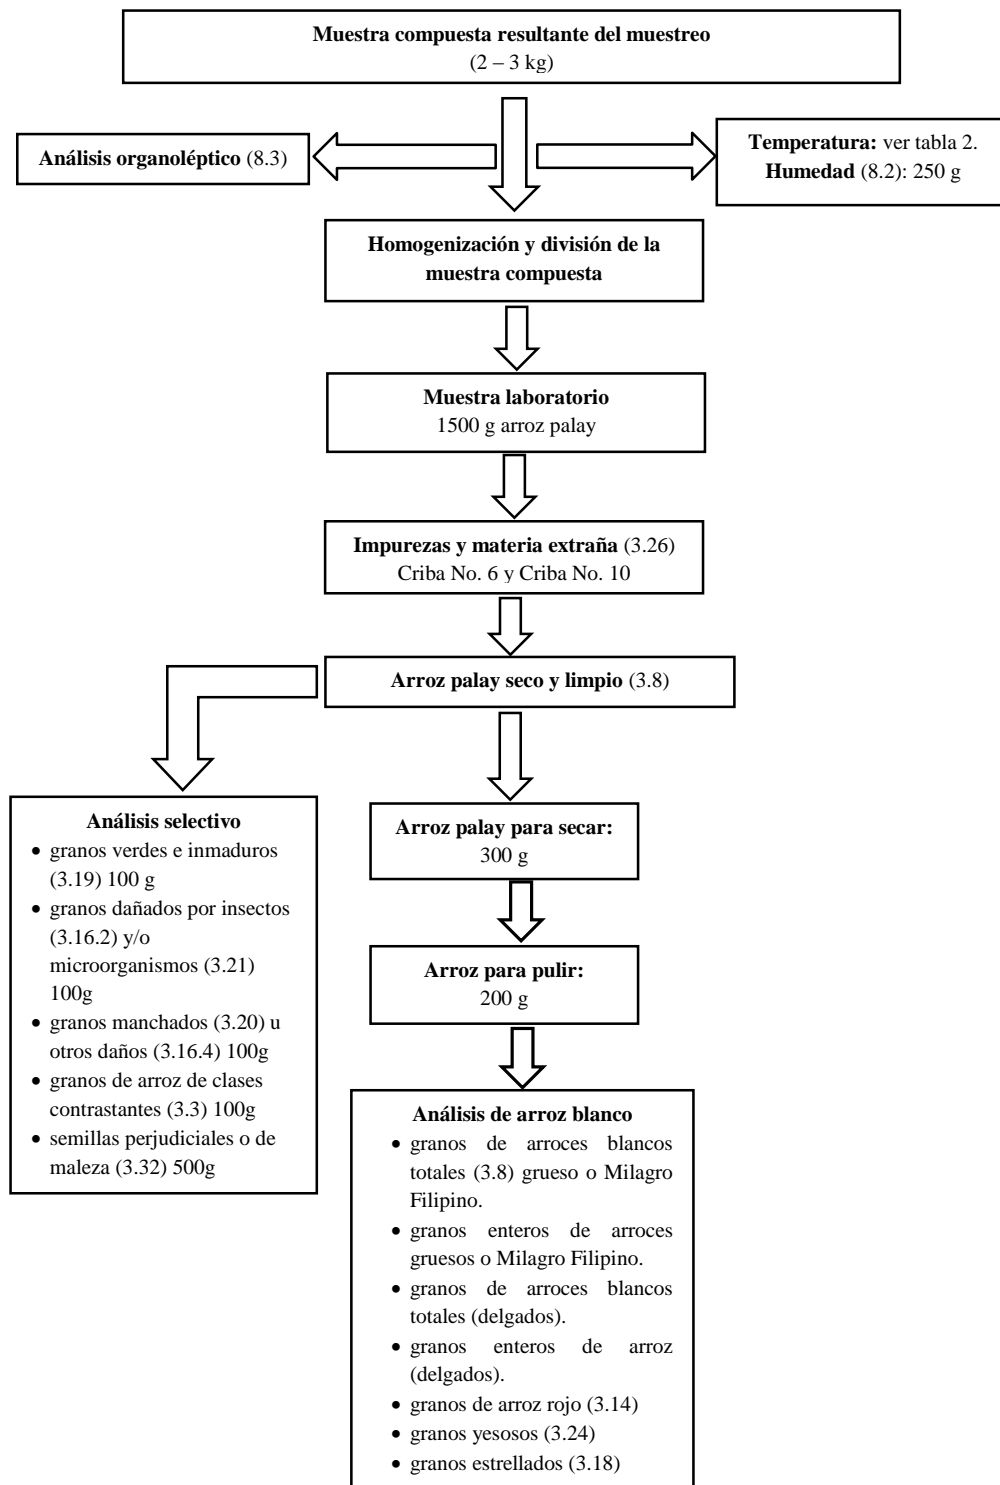 Muestra compuesta resultante del muestreo
(2 – 3 kg)
Análisis organoléptico (8.3)
Temperatura: ver tabla 2.
Humedad (8.2): 250 g
Homogenización y división de la
muestra compuesta
Muestra laboratorio
1500 g arroz palay
Impurezas y materia extraña (3.26)
Criba No. 6 y Criba No. 10
Arroz palay seco y limpio (3.8)
Análisis selectivo
• granos verdes e inmaduros
(3.19) 100 g
• granos dañados por insectos
(3.16.2) y/o
microorganismos (3.21)
100g
• granos manchados (3.20) u
otros daños (3.16.4) 100g
• granos de arroz de clases
contrastantes (3.3) 100g
• semillas perjudiciales o de
maleza (3.32) 500g
Arroz palay para secar:
300 g
Arroz para pulir:
200 g
Análisis de arroz blanco
• granos de arroces blancos
totales (3.8) grueso o Milagro
Filipino.
• granos enteros de arroces
gruesos o Milagro Filipino.
• granos de arroces blancos
totales (delgados).
• granos enteros de arroz
(delgados).
• granos de arroz rojo (3.14)
• granos yesosos (3.24)
• granos estrellados (3.18)